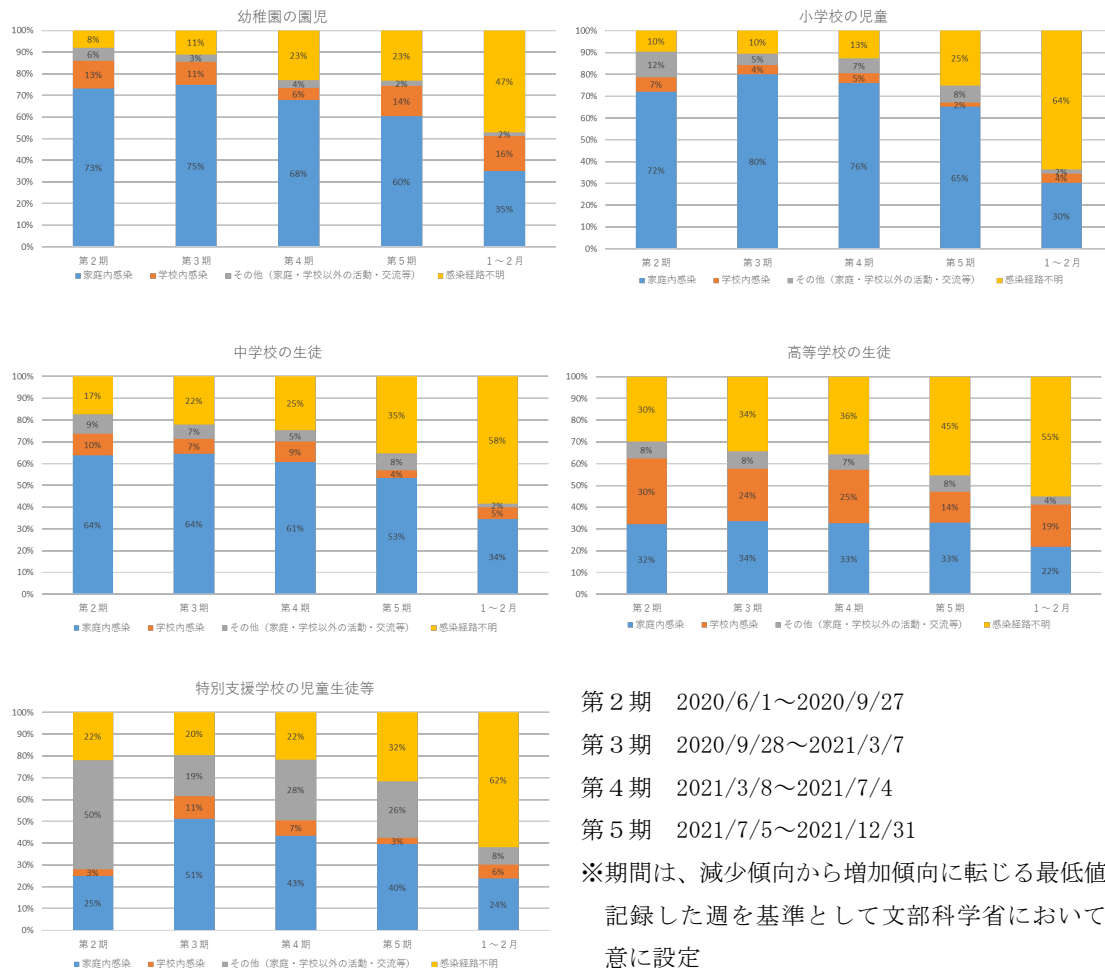 幼稚園の園児
100%
90%
80%
70%
60%
50%
40%
30%
20%
10%
0%
8% 11% 23% 23% 47%
6% 3% 4% 2% 2%
13% 11% 6% 14% 16%
73% 75% 68% 60% 35%
第2期 第3期 第4期 第5期 1～2月
家庭内感染 学校内感染 その他（家庭・学校以外の活動・交流等） 感染経路不明
小学校の児童
100%
90%
80%
70%
60%
50%
40%
30%
20%
10%
0%
10% 10% 13% 25% 64%
12% 5% 7% 8% 2%
7% 4% 5% 2% 4%
72% 80% 76% 65% 30%
第2期 第3期 第4期 第5期 1～2月
家庭内感染 学校内感染 その他（家庭・学校以外の活動・交流等） 感染経路不明
中学校の生徒
100%
90%
80%
70%
60%
50%
40%
30%
20%
10%
0%
17% 22% 25% 35% 58%
9% 7% 5% 8% 2%
10% 7% 9% 4% 5%
64% 64% 61% 53% 34%
第2期 第3期 第4期 第5期 1～2月
家庭内感染 学校内感染 その他（家庭・学校以外の活動・交流等） 感染経路不明
高等学校の生徒
100%
90%
80%
70%
60%
50%
40%
30%
20%
10%
0%
30% 34% 36% 45% 55%
8% 8% 7% 8% 4%
30% 24% 25% 14% 19%
32% 34% 33% 33% 22%
第2期 第3期 第4期 第5期 1～2月
家庭内感染 学校内感染 その他（家庭・学校以外の活動・交流等） 感染経路不明
特別支援学校の児童生徒等
100%
90%
80%
70%
60%
50%
40%
30%
20%
10%
0%
22% 20% 22% 32% 62%
50% 19% 28% 26% 8%
3% 11% 7% 3% 6%
25% 51% 43% 40% 24%
第2期 第3期 第4期 第5期 1～2月
家庭内感染 学校内感染 その他（家庭・学校以外の活動・交流等） 感染経路不明
第２期　2020/6/1～2020/9/27
第３期　2020/9/28～2021/3/7
第４期　2021/3/8～2021/7/4
第５期　2021/7/5～2021/12/31
※期間は、減少傾向から増加傾向に転じる最低値
記録した週を基準として文部科学省において
意に設定